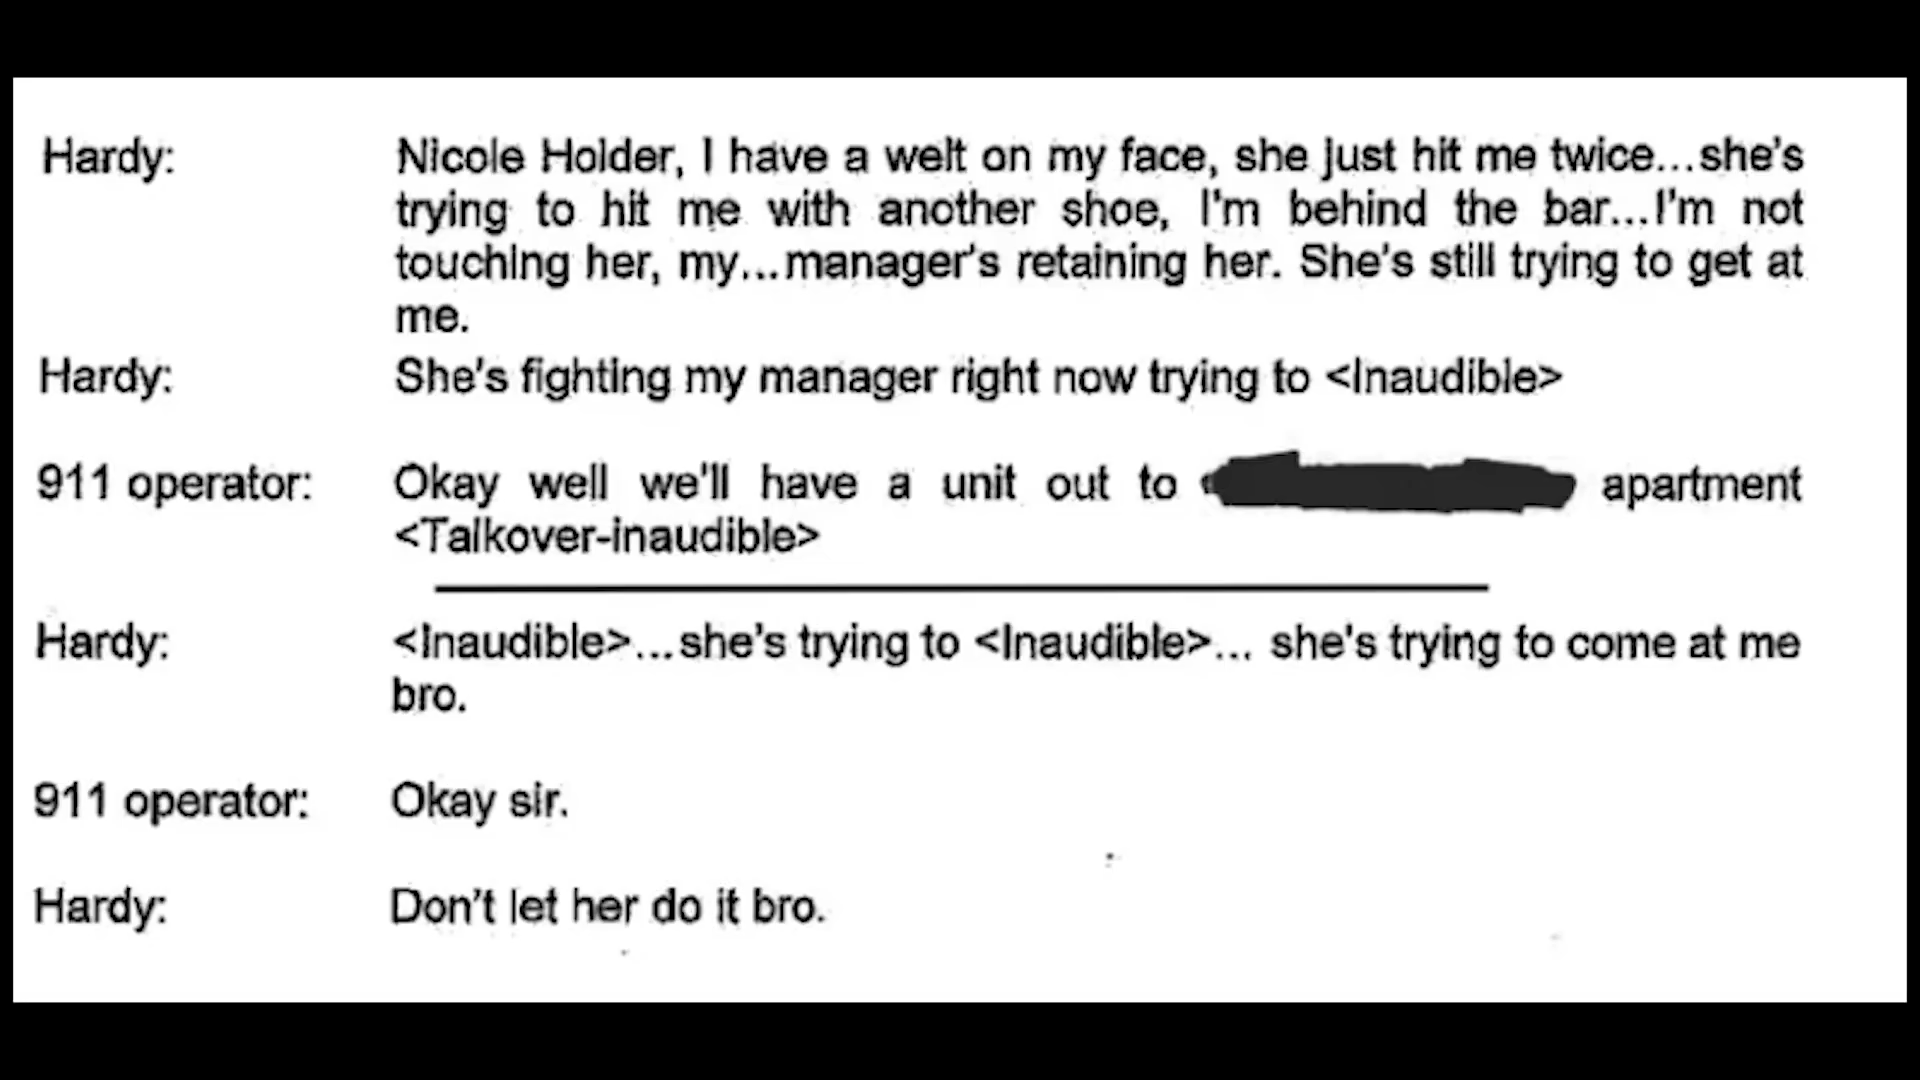 Hardy: Nicole Holder, I have a welt on my face, she just hit me twice...she's
trying to hit me with another shoe, I'm behind the bar...I'm not
touching her, my...manager's retaining her. She's still trying to get at
me.
Hardy: She's fighting my manager right now trying to <Inaudible>
911 operator: Okay well we'll have a unit out to apartment
<Talkover-inaudible>
Hardy: <Inaudible>...she's trying to <Inaudible>... she's trying to come at me
bro.
911 operator: Okay sir.
Hardy: Don't let her do it bro.